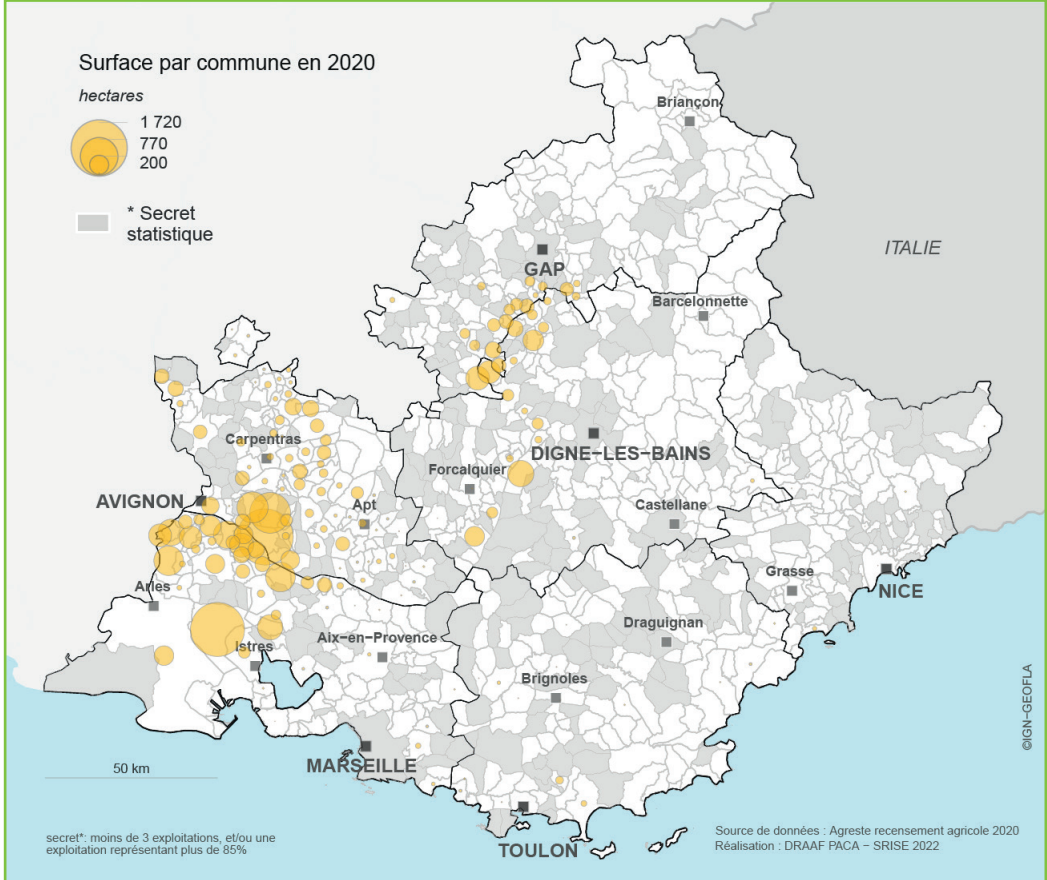 Surface par commune en 2020
hectares
1 720
770
200
* Secret
statistique
Briançon
ITALIE
GAP
Barcelonnette
Carpentras
Forcalquier
DIGNE−LES−BAINS
AVIGNON
Apt
Castellane
Arles
Grasse
NICE
Draguignan
Aix−en−Provence
Istres
Brignoles
MARSEILLE
TOULON
50 km
secret*: moins de 3 exploitations, et/ou une
exploitation représentant plus de 85%
Source de données : Agreste recensement agricole 2020
Réalisation : DRAAF PACA − SRISE 2022
©IGN−GEOFLA